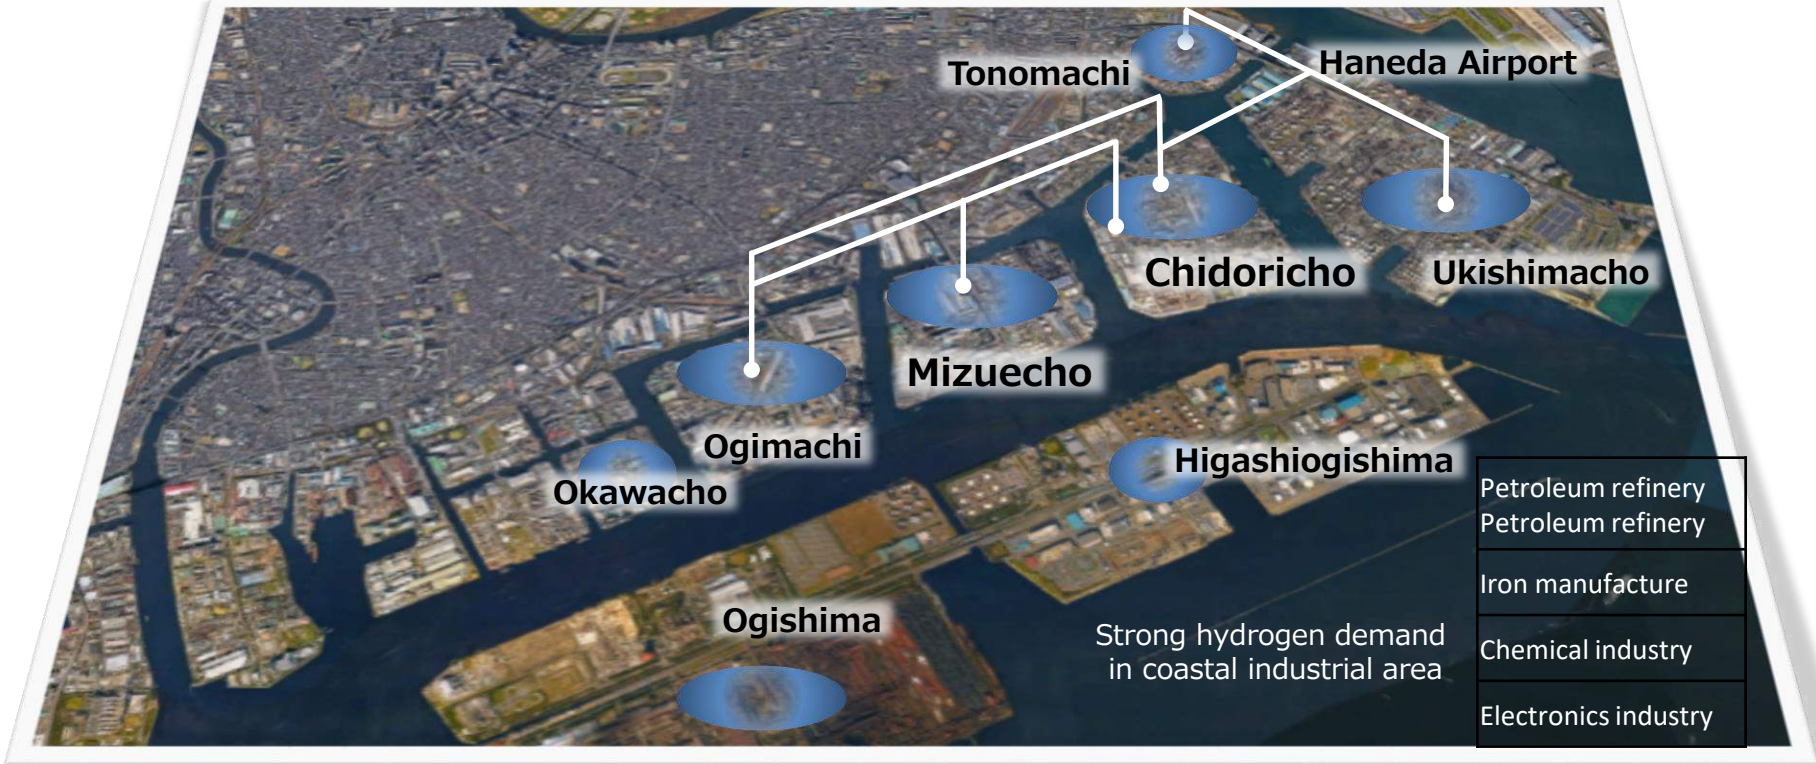 Tonomachi
Haneda Airport
Chidoricho
Ukishimacho
Mizuecho
Ogimachi
Okawacho
Higashiogishima
Ogishima
Strong hydrogen demand
in coastal industrial area
Petroleum refinery
Petroleum refinery
Iron manufacture
Chemical industry
Electronics industry